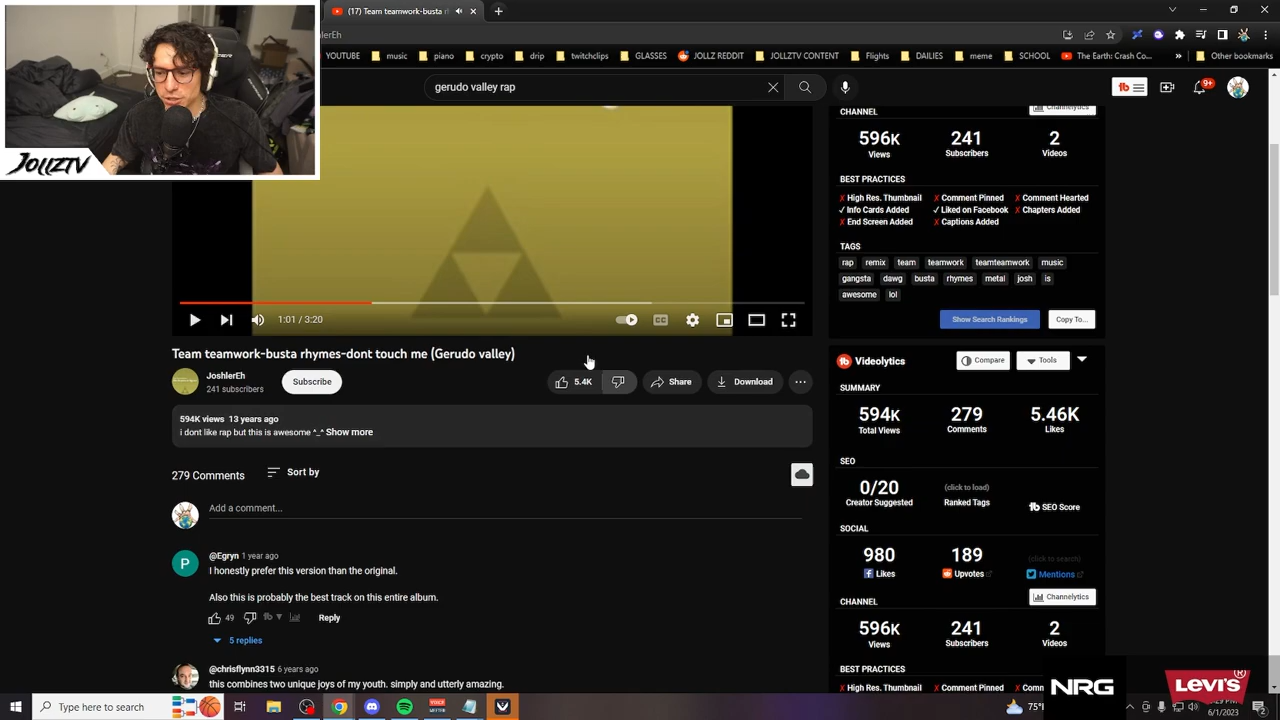 (17) Team teamwork-busta r
JoshlerEh
YOUTUBE music piano crypto drip twitchclips GLASSES JOLLZ REDDIT JOLLZTV CONTENT Flights DAILIES meme SCHOOL The Earth: Crash Co... » Other bookmarks
gerudo valley rap
9+
JOLLZTV
1:01 / 3:20
CC
Team teamwork-busta rhymes-dont touch me (Gerudo valley)
JoshlerEh
241 subscribers
Subscribe
5.4K
Share
Download
594K views 13 years ago
i dont like rap but this is awesome ^_^ Show more
279 Comments
Sort by
Add a comment...
@Egryn 1 year ago
I honestly prefer this version than the original.
Also this is probably the best track on this entire album.
49 Reply
5 replies
@chrisflynn3315 6 years ago
this combines two unique joys of my youth. simply and utterly amazing.
CHANNEL Channelytics
596K 241 2
Views Subscribers Videos
BEST PRACTICES
✗ High Res. Thumbnail ✗ Comment Pinned ✗ Comment Hearted
✓ Info Cards Added ✓ Liked on Facebook ✗ Chapters Added
✗ End Screen Added ✗ Captions Added
TAGS
rap remix team teamwork teamteamwork music
gangsta dawg busta rhymes metal josh is
awesome lol
Show Search Rankings Copy To...
Videolytics Compare Tools
SUMMARY
594K 279 5.46K
Total Views Comments Likes
SEO
0/20 (click to load)
Creator Suggested Ranked Tags SEO Score
SOCIAL
980 189 (click to search)
Likes Upvotes Mentions
CHANNEL Channelytics
596K 241 2
Views Subscribers Videos
BEST PRACTICES
✗ High Res. Thumbnail ✗ Comment Pinned ✗ Com
NRG
LEVI'S
®
Type here to search
75°F
6/1/2023
2